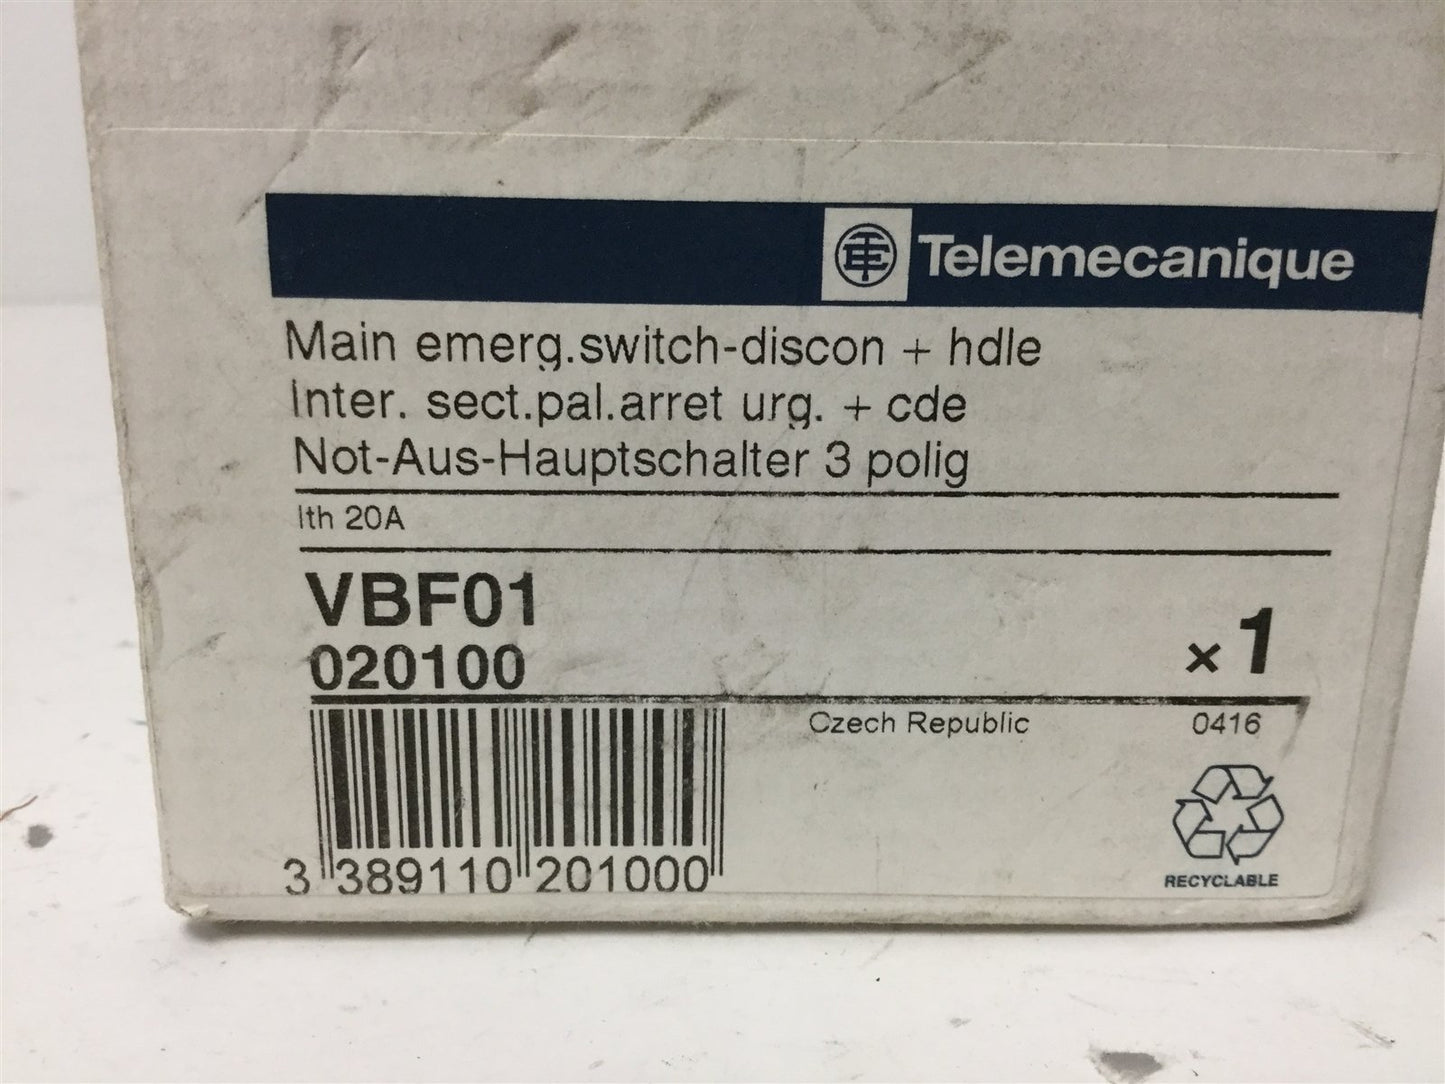 Telemecanique
Main emerg.switch-discon + hdle
Inter. sect.pal.arret urg. + cde
Not-Aus-Hauptschalter 3 polig
Ith 20A
VBF01
020100
x 1
Czech Republic
0416
3 389110 201000
RECYCLABLE